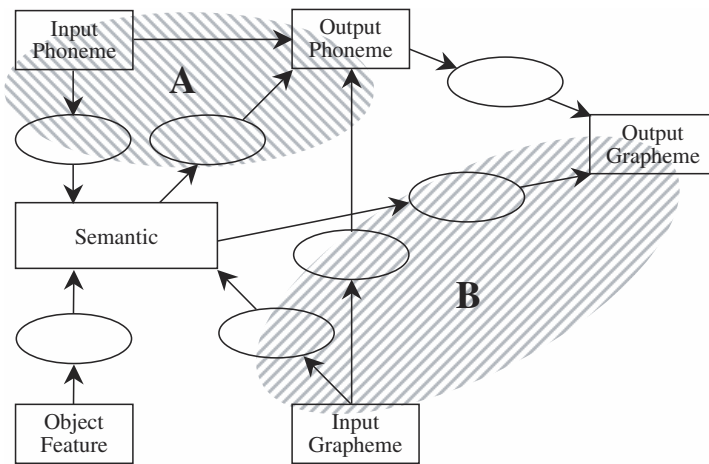 Input
Phoneme
Output
Phoneme
A
Output
Grapheme
Semantic
B
Object
Feature
Input
Grapheme